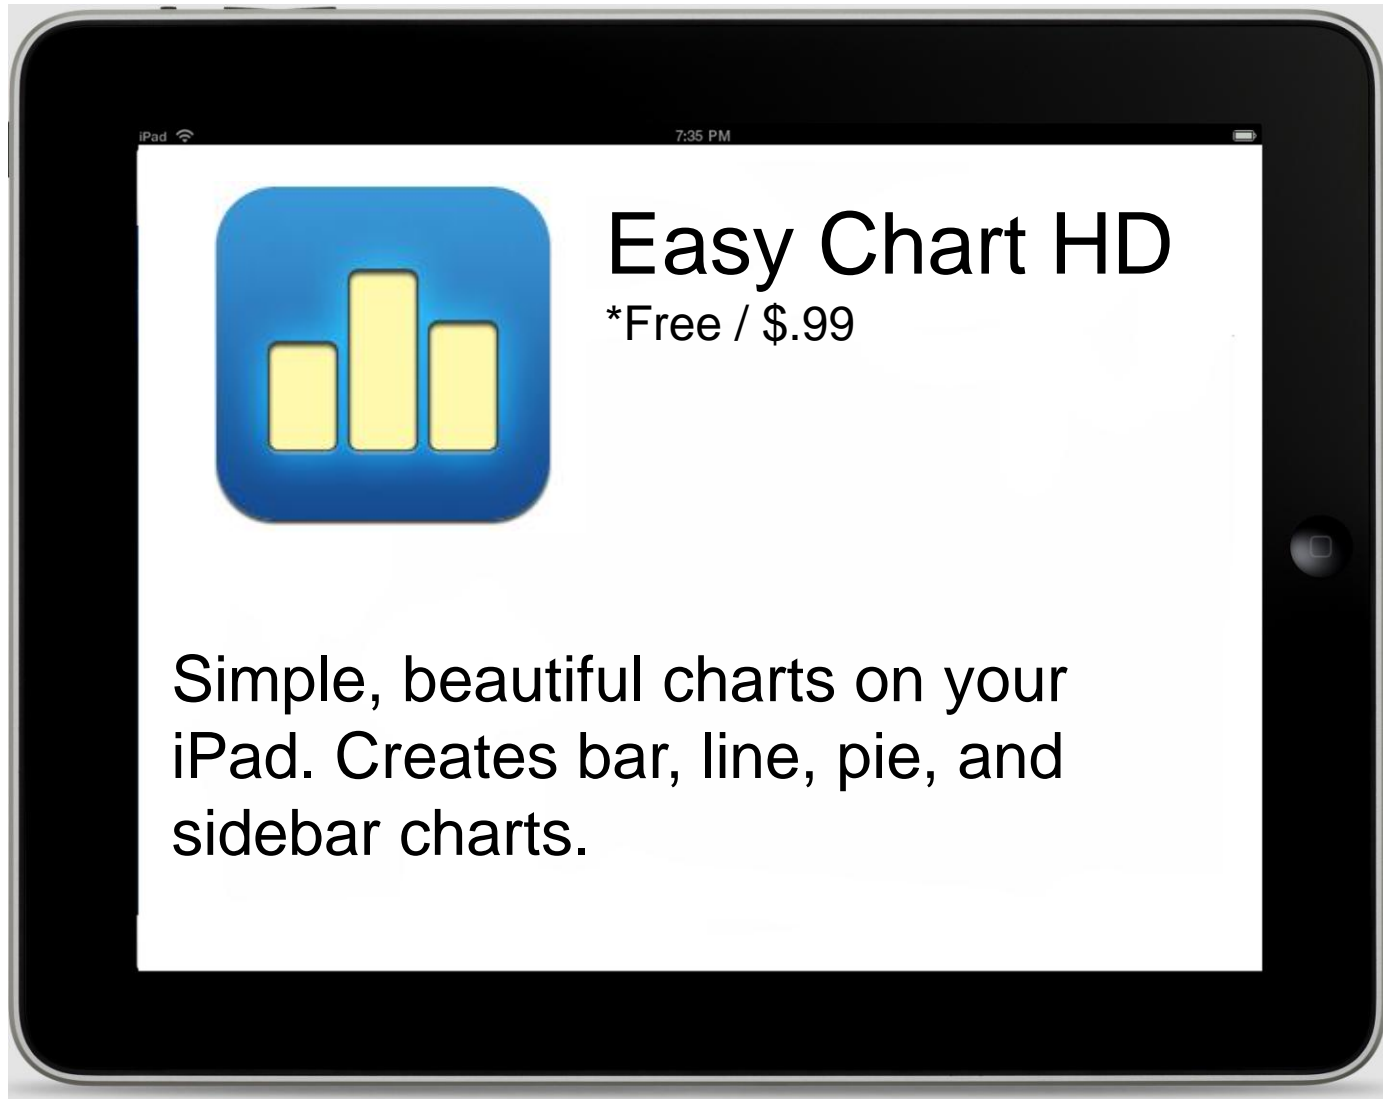 iPad
7:35 PM
Easy Chart HD
*Free / $.99
Simple, beautiful charts on your
iPad. Creates bar, line, pie, and
sidebar charts.